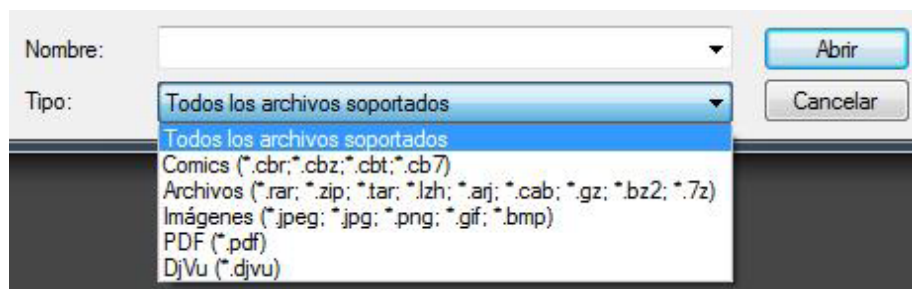 Nombre:
Abrir
Tipo:
Todos los archivos soportados
Cancelar
Todos los archivos soportados
Comics (*.cbr;*.cbz;*.cbt;*.cb7)
Archivos (*.rar; *.zip; *.tar; *.lzh; *.arj; *.cab; *.gz; *.bz2; *.7z)
Imágenes (*.jpeg; *.jpg; *.png; *.gif; *.bmp)
PDF (*.pdf)
DjVu (*.djvu)